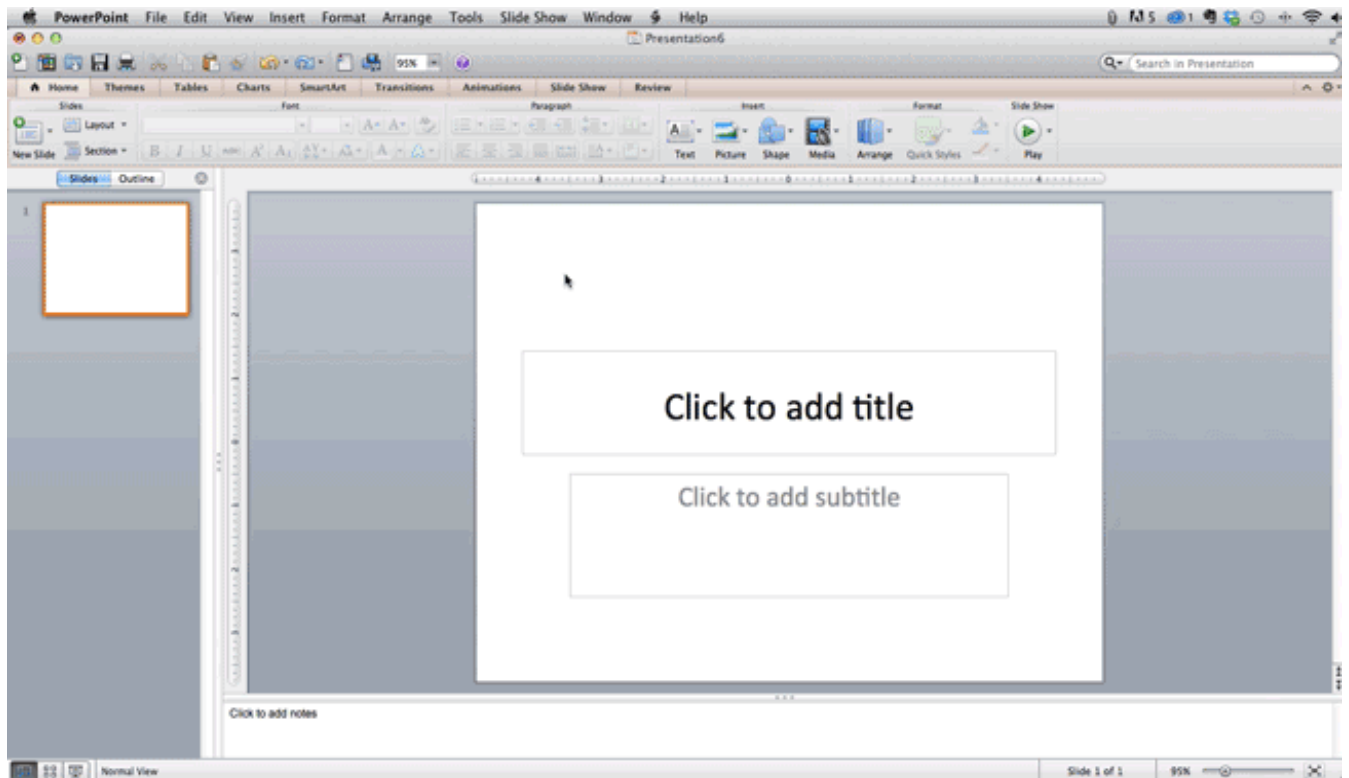 PowerPoint File Edit View Insert Format Arrange Tools Slide Show Window Help
Presentation6
95% Search in Presentation
Home Themes Tables Charts SmartArt Transitions Animations Slide Show Review
Slides Font Paragraph Insert Format Slide Show
Layout
New Slide Section B I U ABC Text Picture Shape Media Arrange Quick Styles Play
Slides Outline
1
Click to add title
Click to add subtitle
Click to add notes
Normal View Slide 1 of 1 95%